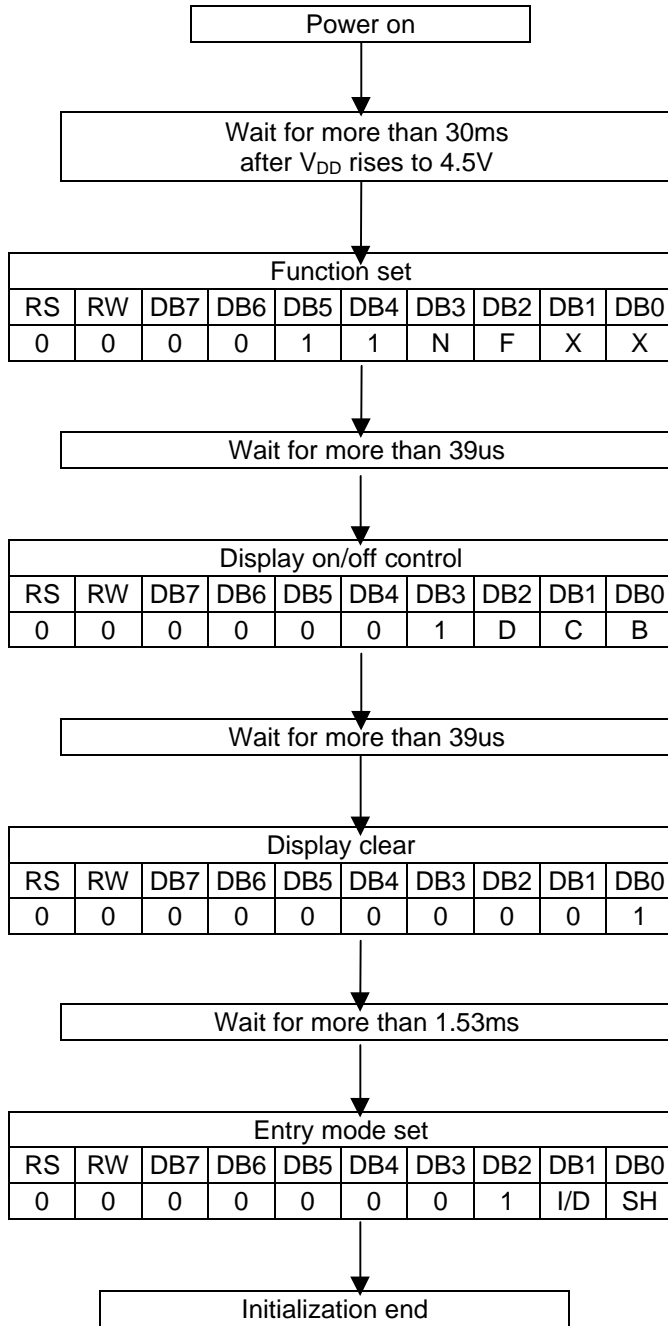 Power on
Wait for more than 30ms
after VDD rises to 4.5V
Function set
RS RW DB7 DB6 DB5 DB4 DB3 DB2 DB1 DB0
0 0 0 0 1 1 N F X X
Wait for more than 39us
Display on/off control
RS RW DB7 DB6 DB5 DB4 DB3 DB2 DB1 DB0
0 0 0 0 0 0 1 D C B
Wait for more than 39us
Display clear
RS RW DB7 DB6 DB5 DB4 DB3 DB2 DB1 DB0
0 0 0 0 0 0 0 0 0 1
Wait for more than 1.53ms
Entry mode set
RS RW DB7 DB6 DB5 DB4 DB3 DB2 DB1 DB0
0 0 0 0 0 0 0 1 I/D SH
Initialization end